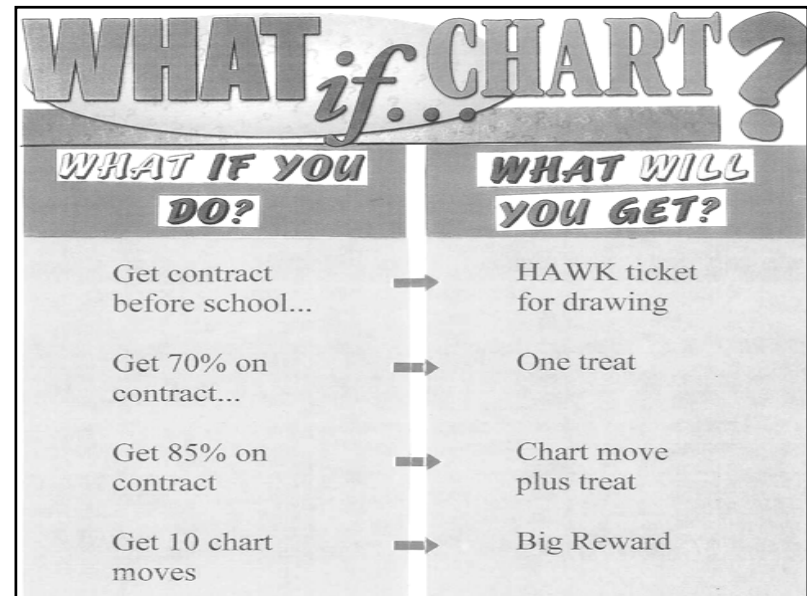 WHAT if... CHART?
WHAT IF YOU
DO?
WHAT WILL
YOU GET?
Get contract
before school...
HAWK ticket
for drawing
Get 70% on
contract...
One treat
Get 85% on
contract
Chart move
plus treat
Get 10 chart
moves
Big Reward